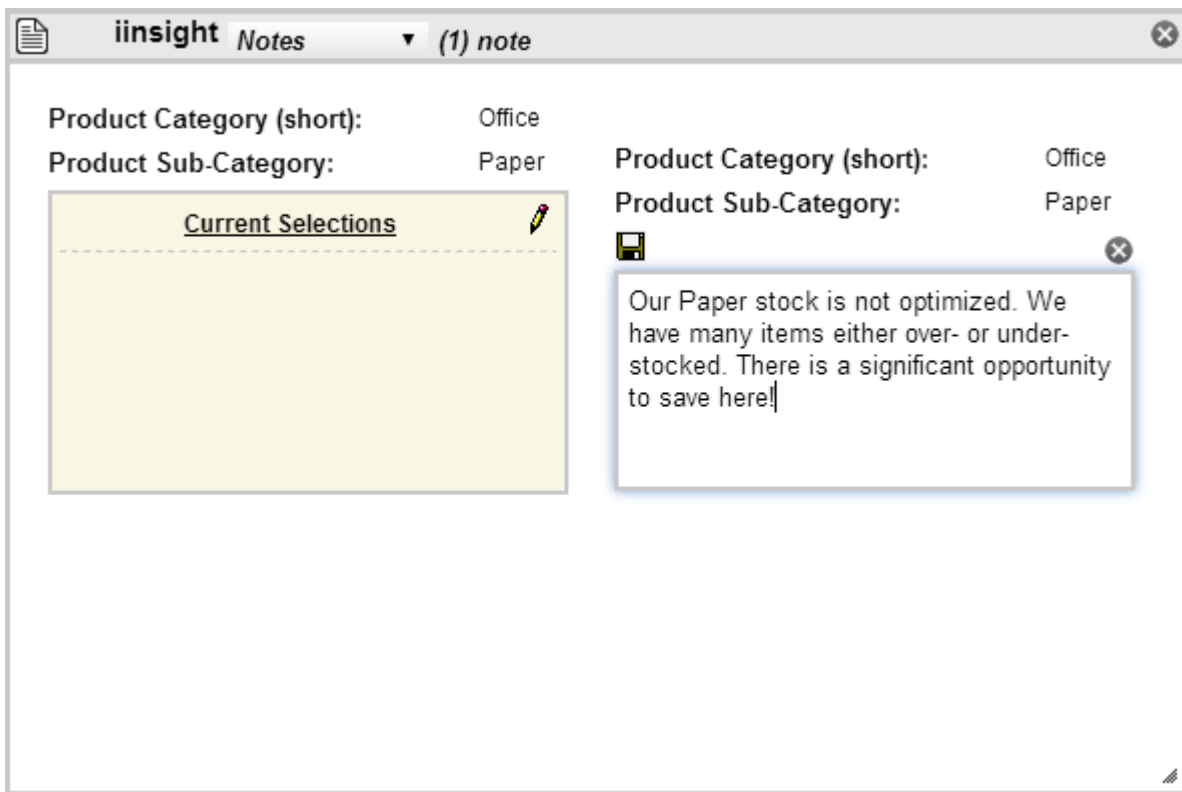 iinsight Notes (1) note
Product Category (short): Office
Product Sub-Category: Paper
Current Selections
Product Category (short): Office
Product Sub-Category: Paper
Our Paper stock is not optimized. We
have many items either over- or under-
stocked. There is a significant opportunity
to save here!